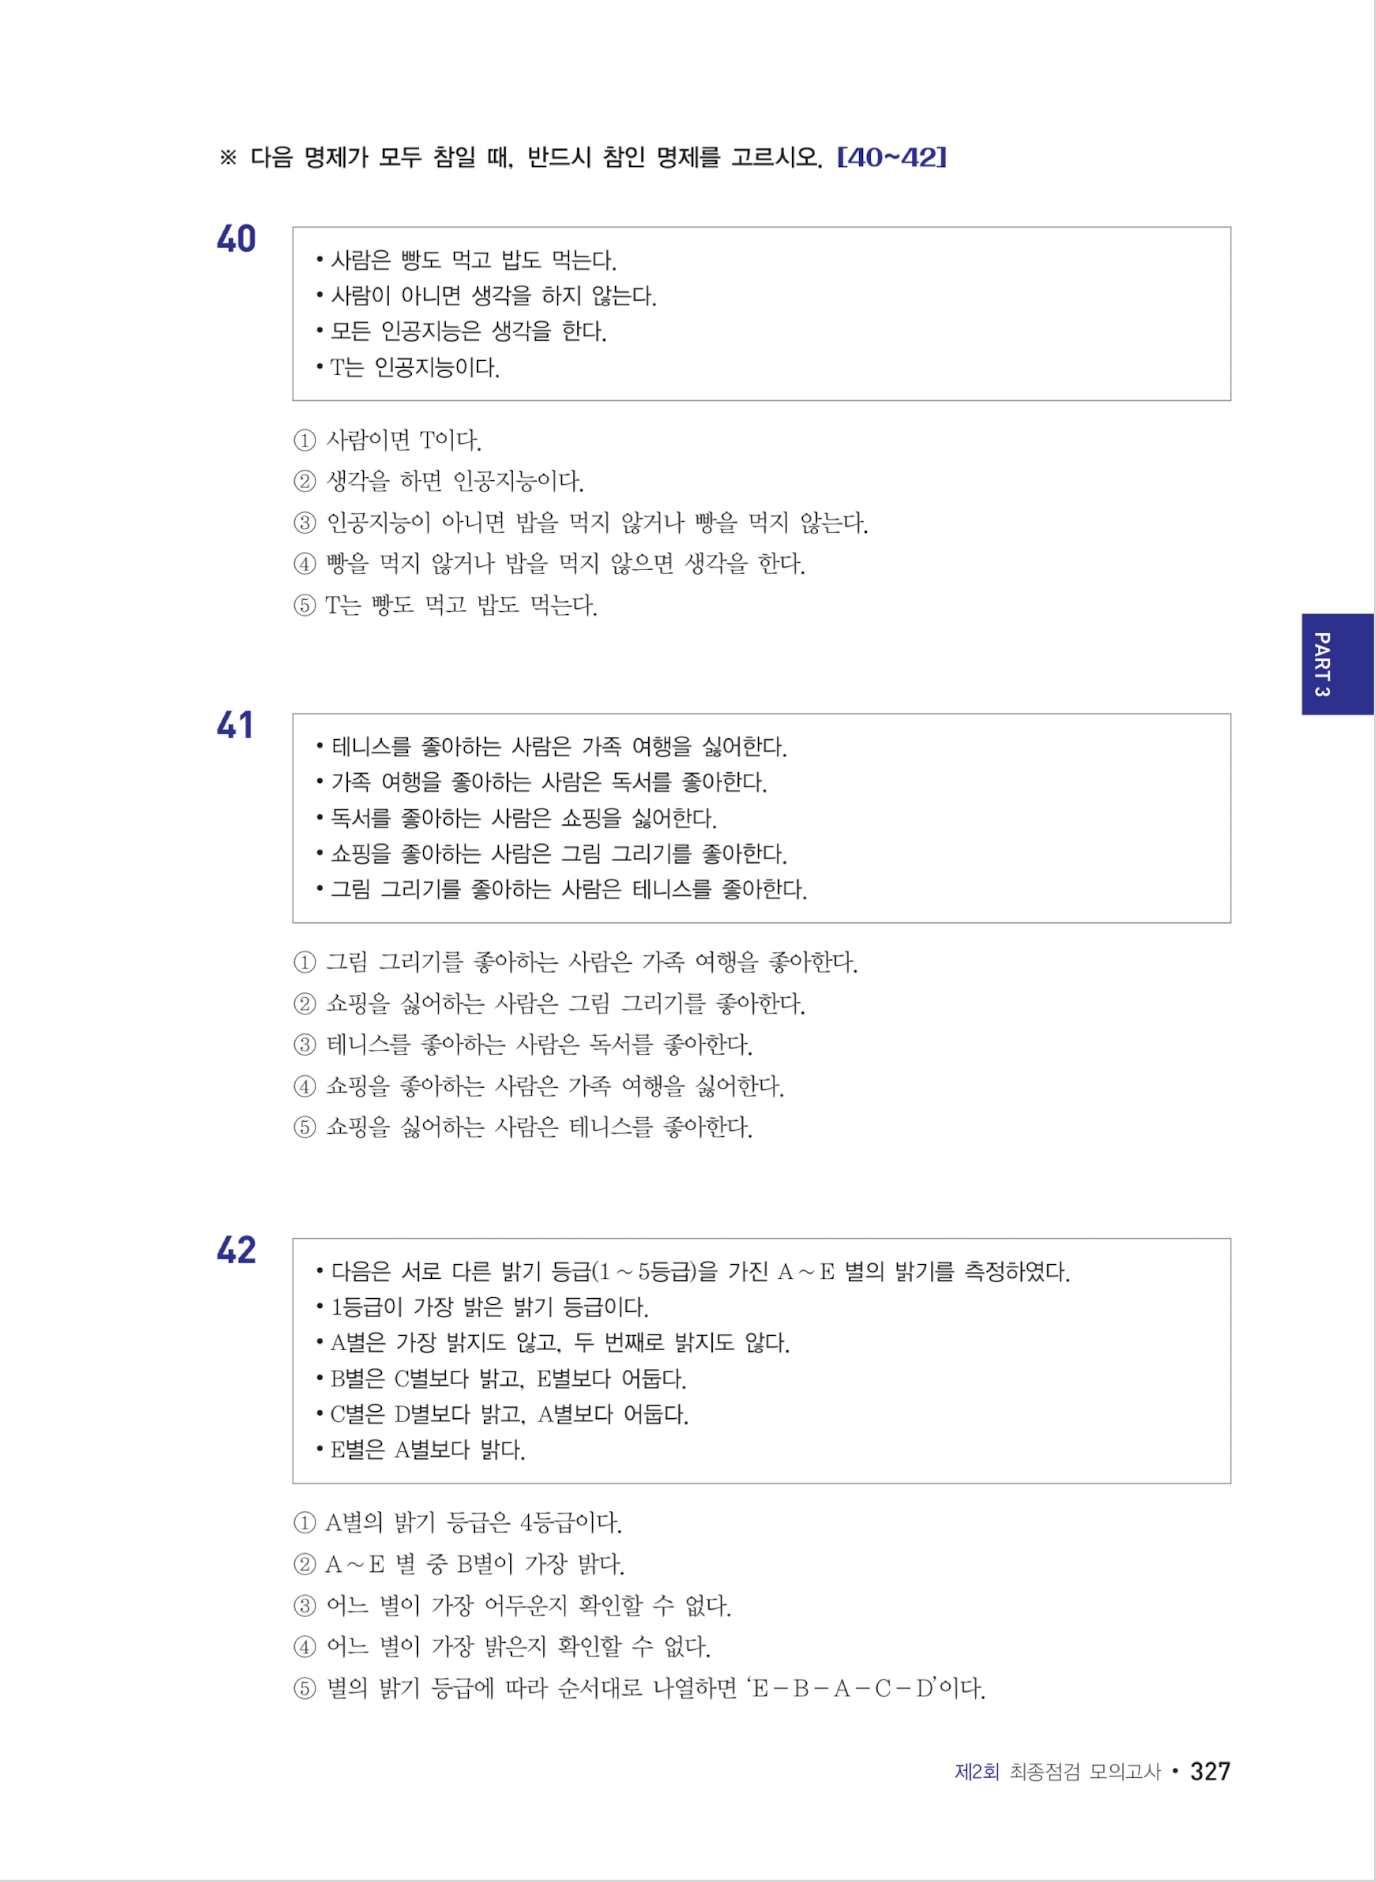 ※ 다음 명제가 모두 참일 때, 반드시 참인 명제를 고르시오. [40~42]
40
• 사람은 빵도 먹고 밥도 먹는다.
• 사람이 아니면 생각을 하지 않는다.
• 모든 인공지능은 생각을 한다.
• T는 인공지능이다.
① 사람이면 T이다.
② 생각을 하면 인공지능이다.
③ 인공지능이 아니면 밥을 먹지 않거나 빵을 먹지 않는다.
④ 빵을 먹지 않거나 밥을 먹지 않으면 생각을 한다.
⑤ T는 빵도 먹고 밥도 먹는다.
PART 3
41
• 테니스를 좋아하는 사람은 가족 여행을 싫어한다.
• 가족 여행을 좋아하는 사람은 독서를 좋아한다.
• 독서를 좋아하는 사람은 쇼핑을 싫어한다.
• 쇼핑을 좋아하는 사람은 그림 그리기를 좋아한다.
• 그림 그리기를 좋아하는 사람은 테니스를 좋아한다.
① 그림 그리기를 좋아하는 사람은 가족 여행을 좋아한다.
② 쇼핑을 싫어하는 사람은 그림 그리기를 좋아한다.
③ 테니스를 좋아하는 사람은 독서를 좋아한다.
④ 쇼핑을 좋아하는 사람은 가족 여행을 싫어한다.
⑤ 쇼핑을 싫어하는 사람은 테니스를 좋아한다.
42
• 다음은 서로 다른 밝기 등급(1 ~ 5등급)을 가진 A ~ E 별의 밝기를 측정하였다.
• 1등급이 가장 밝은 밝기 등급이다.
• A별은 가장 밝지도 않고, 두 번째로 밝지도 않다.
• B별은 C별보다 밝고, E별보다 어둡다.
• C별은 D별보다 밝고, A별보다 어둡다.
• E별은 A별보다 밝다.
① A별의 밝기 등급은 4등급이다.
② A ~ E 별 중 B별이 가장 밝다.
③ 어느 별이 가장 어두운지 확인할 수 없다.
④ 어느 별이 가장 밝은지 확인할 수 없다.
⑤ 별의 밝기 등급에 따라 순서대로 나열하면 ‘E - B - A - C - D’이다.
제2회 최종점검 모의고사 • 327